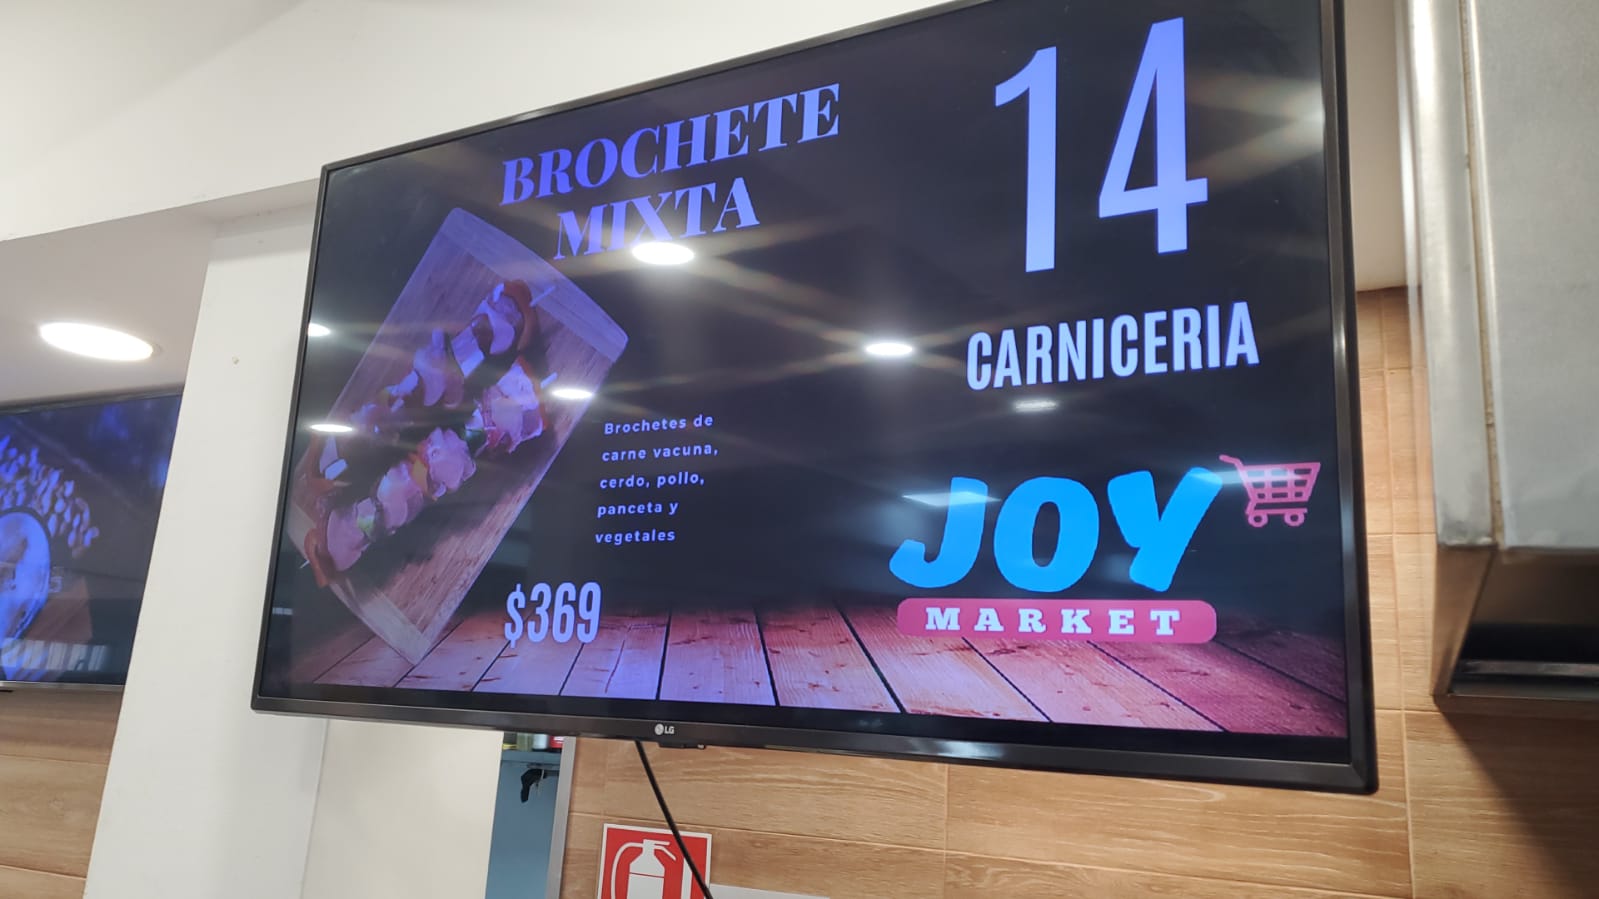 BROCHETE
MIXTA
Brochetes de
carne vacuna,
cerdo, pollo,
panceta y
vegetales
$369
14
CARNICERIA
JOY
MARKET
LG